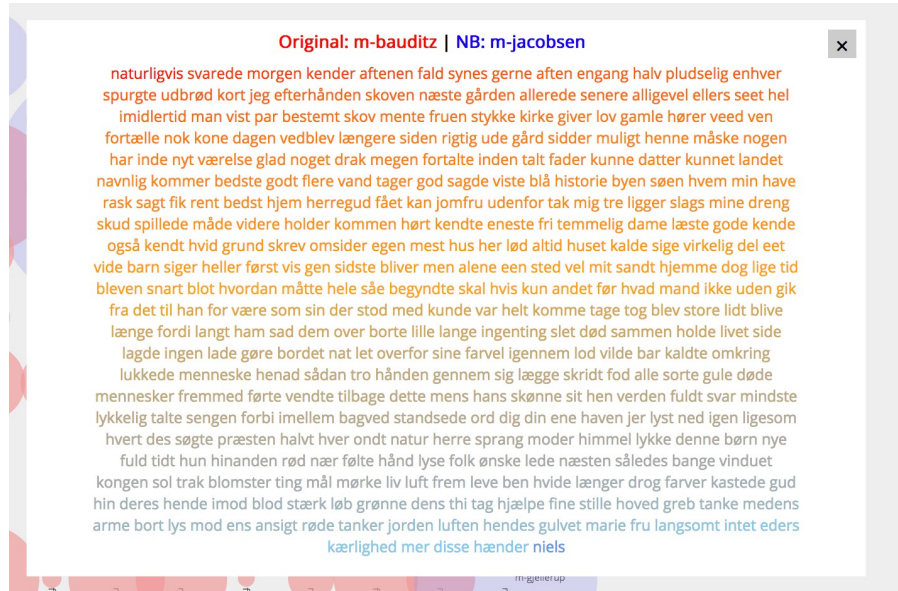 Original: m-bauditz | NB: m-jacobsen
×
naturligvis svarede morgen kender aftenen fald synes gerne aften engang halv pludselig enhver
spurgte udbrød kort jeg efterhånden skoven næste gården allerede senere alligevel ellers seet hel
imidlertid man vist par bestemt skov mente fruen stykke kirke giver lov gamle hører veed ven
fortælle nok kone dagen vedblev længere siden rigtig ude gård sidder muligt henne måske nogen
har inde nyt værelse glad noget drak megen fortalte inden talt fader kunne datter kunnet landet
navnlig kommer bedste godt flere vand tager god sagde viste blå historie byen søen hvem min have
rask sagt fik rent bedst hjem herregud fået kan jomfru udenfor tak mig tre ligger slags mine dreng
skud spillede måde videre holder kommen hørt kendte eneste fri temmelig dame læste gode kende
også kendt hvid grund skrev omsider egen mest hus her lød altid huset kalde sige virkelig del eet
vide barn siger heller først vis gen sidste bliver men alene een sted vel mit sandt hjemme dog lige tid
bleven snart blot hvordan måtte hele såe begyndte skal hvis kun andet før hvad mand ikke uden gik
fra det til han for være som sin der stod med kunde var helt komme tage tog blev store lidt blive
længe fordi langt ham sad dem over borte lille lange ingenting slet død sammen holde livet side
lagde ingen lade gøre bordet nat let overfor sine farvel igennem lod vilde bar kaldte omkring
lukkede menneske henad sådan tro hånden gennem sig lægge skridt fod alle sorte gule døde
mennesker fremmed førte vendte tilbage dette mens hans skønne sit hen verden fuldt svar mindste
lykkelig talte sengen forbi imellem bagved standsede ord dig din ene haven jer lyst ned igen ligesom
hvert des søgte præsten halvt hver ondt natur herre sprang moder himmel lykke denne børn nye
fuld tidt hun hinanden rød nær følte hånd lyse folk ønske lede næsten således bange vinduet
kongen sol trak blomster ting mål mørke liv luft frem leve ben hvide længer drog farver kastede gud
hin deres hende imod blod stærk løb grønne dens thi tag hjælpe fine stille hoved greb tanke medens
arme bort lys mod ens ansigt røde tanker jorden luften hendes gulvet marie fru langsomt intet eders
kærlighed mer disse hænder niels
m-gjellerup